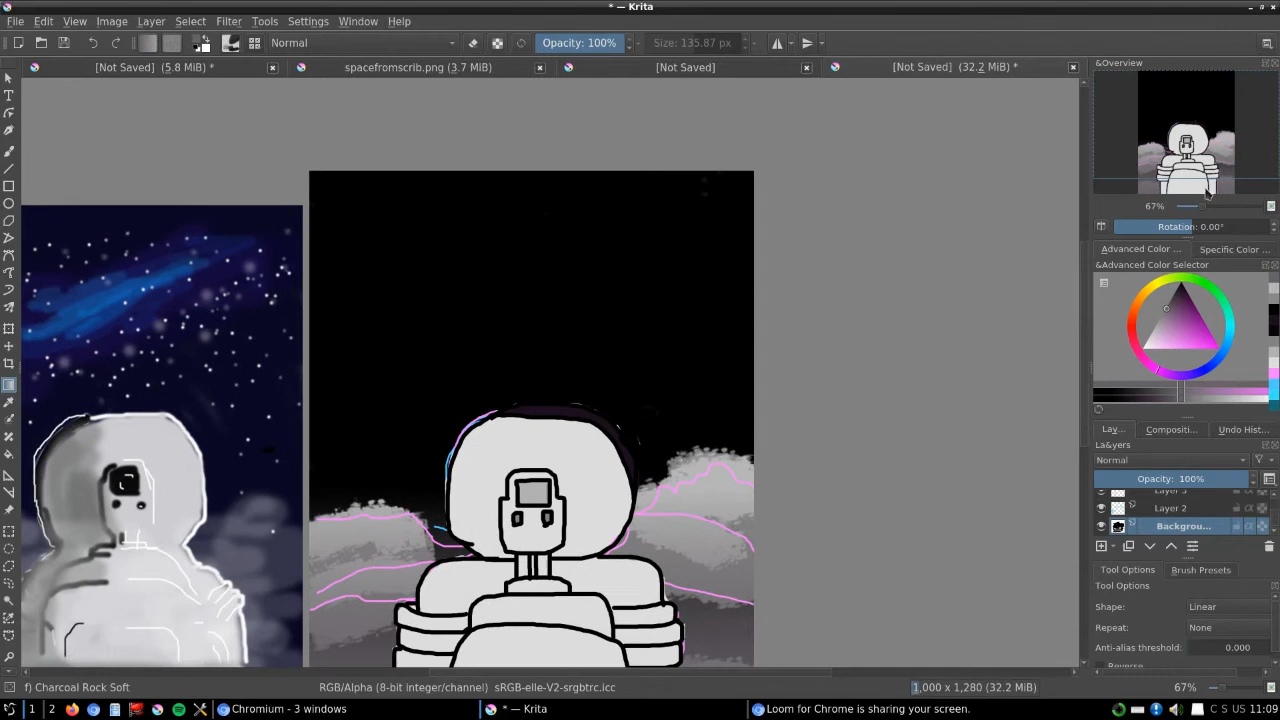 * — Krita
File Edit View Image Layer Select Filter Tools Settings Window Help
Normal Opacity: 100% Size: 135.87 px
[Not Saved] (5.8 MiB) * spacefromscrib.png (3.7 MiB) [Not Saved] [Not Saved] (32.2 MiB) *
&Overview
67%
Rotation: 0.00°
Advanced Color ... Specific Color ...
&Advanced Color Selector
Lay... Compositi... Undo Hist...
La&yers
Normal
Opacity: 100%
Layer 3
Layer 2
Backgrou...
Tool Options Brush Presets
Tool Options
Shape: Linear
Repeat: None
Anti-alias threshold: 0.000
Reverse
f) Charcoal Rock Soft RGB/Alpha (8-bit integer/channel) sRGB-elle-V2-srgbtrc.icc 1,000 x 1,280 (32.2 MiB) 67%
1 2 Chromium - 3 windows * — Krita Loom for Chrome is sharing your screen. C S US 11:09